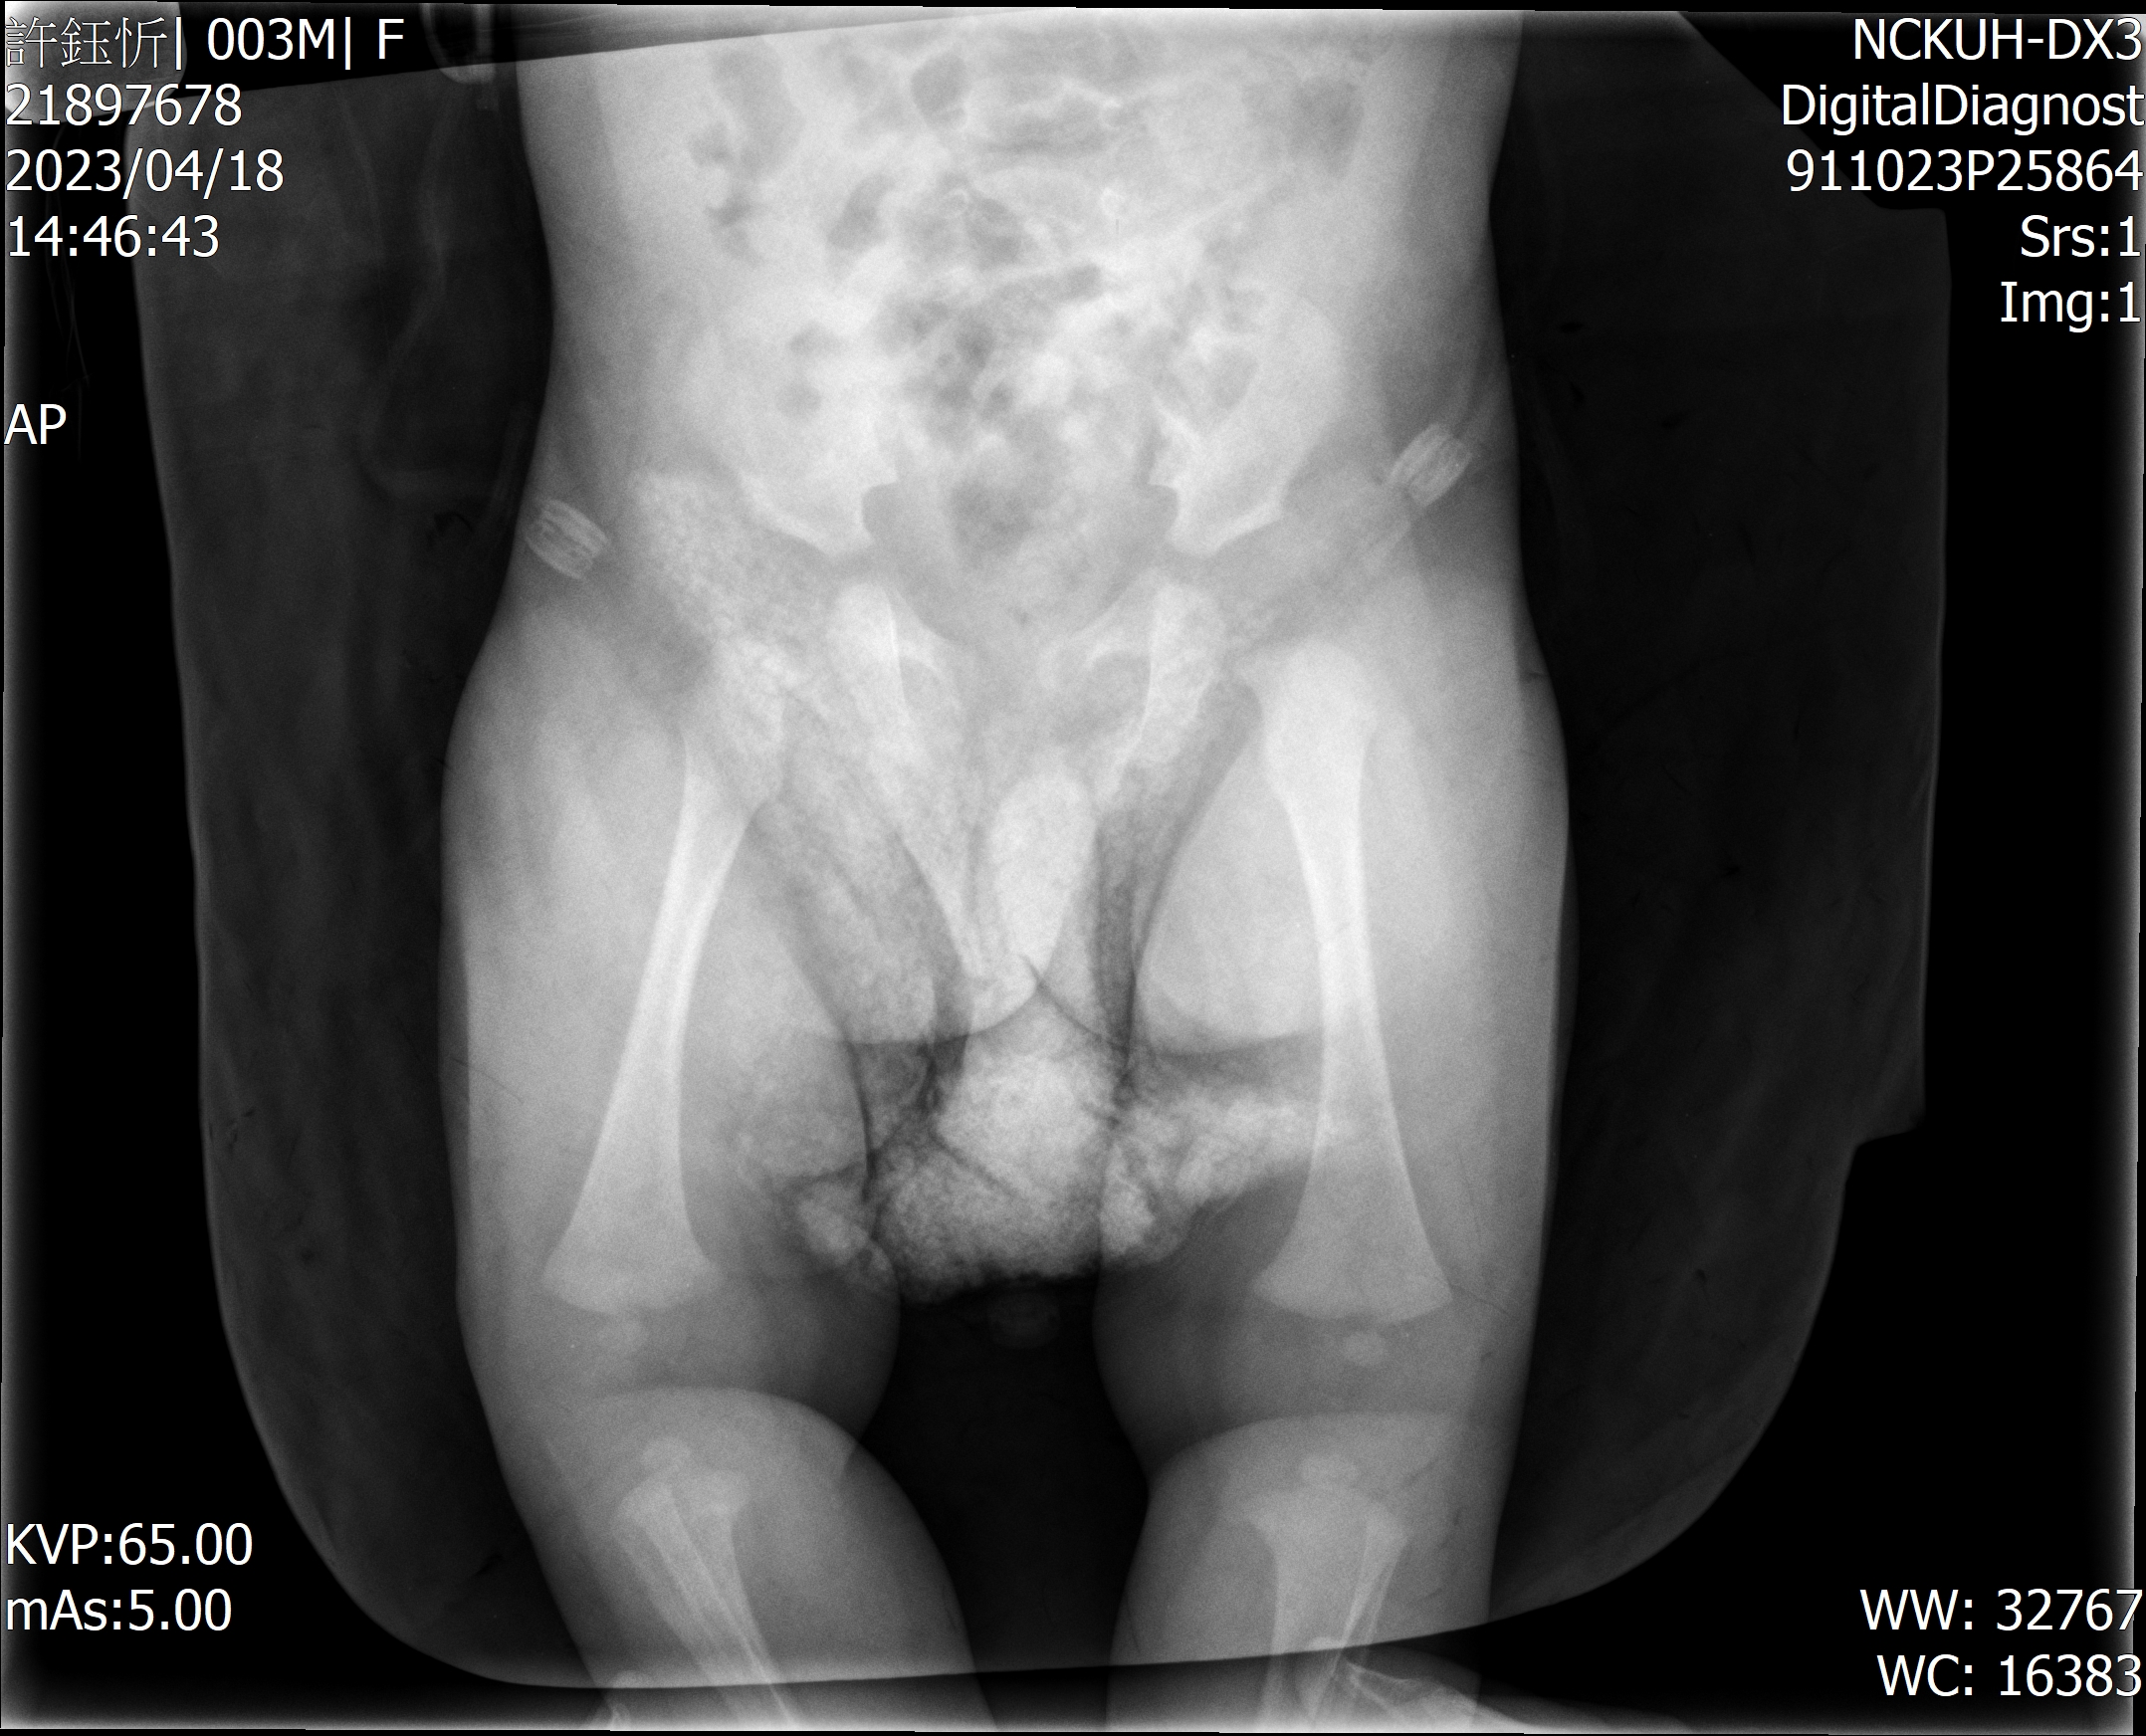 許鈺忻| 003M| F
21897678
2023/04/18
14:46:43
AP
NCKUH-DX3
DigitalDiagnost
911023P25864
Srs:1
Img:1
KVP:65.00
mAs:5.00
WW: 32767
WC: 16383